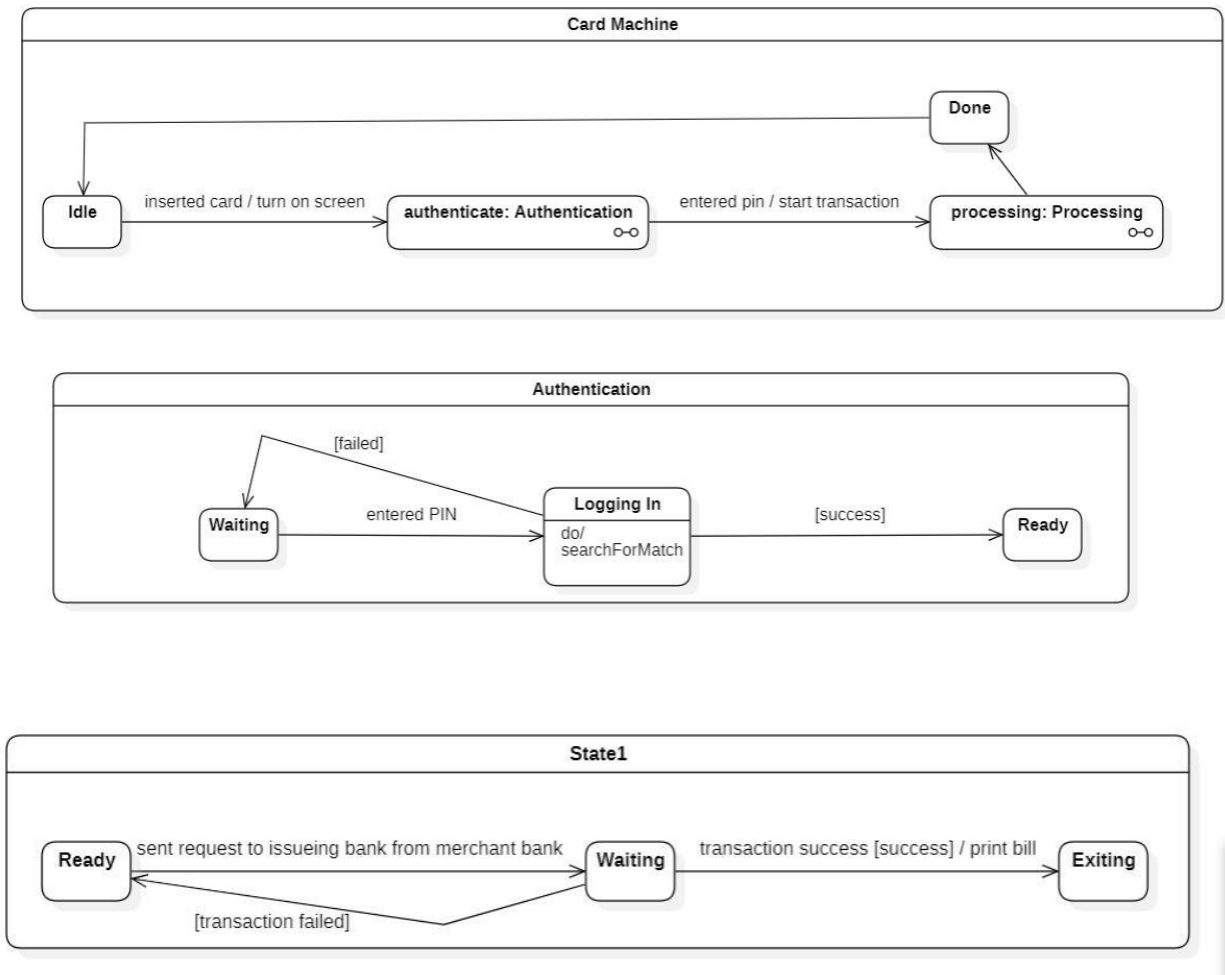 Card Machine
Done
Idle
inserted card / turn on screen
authenticate: Authentication
entered pin / start transaction
processing: Processing
Authentication
[failed]
Waiting
entered PIN
Logging In
do/
searchForMatch
[success]
Ready
State1
Ready
sent request to issueing bank from merchant bank
Waiting
transaction success [success] / print bill
Exiting
[transaction failed]